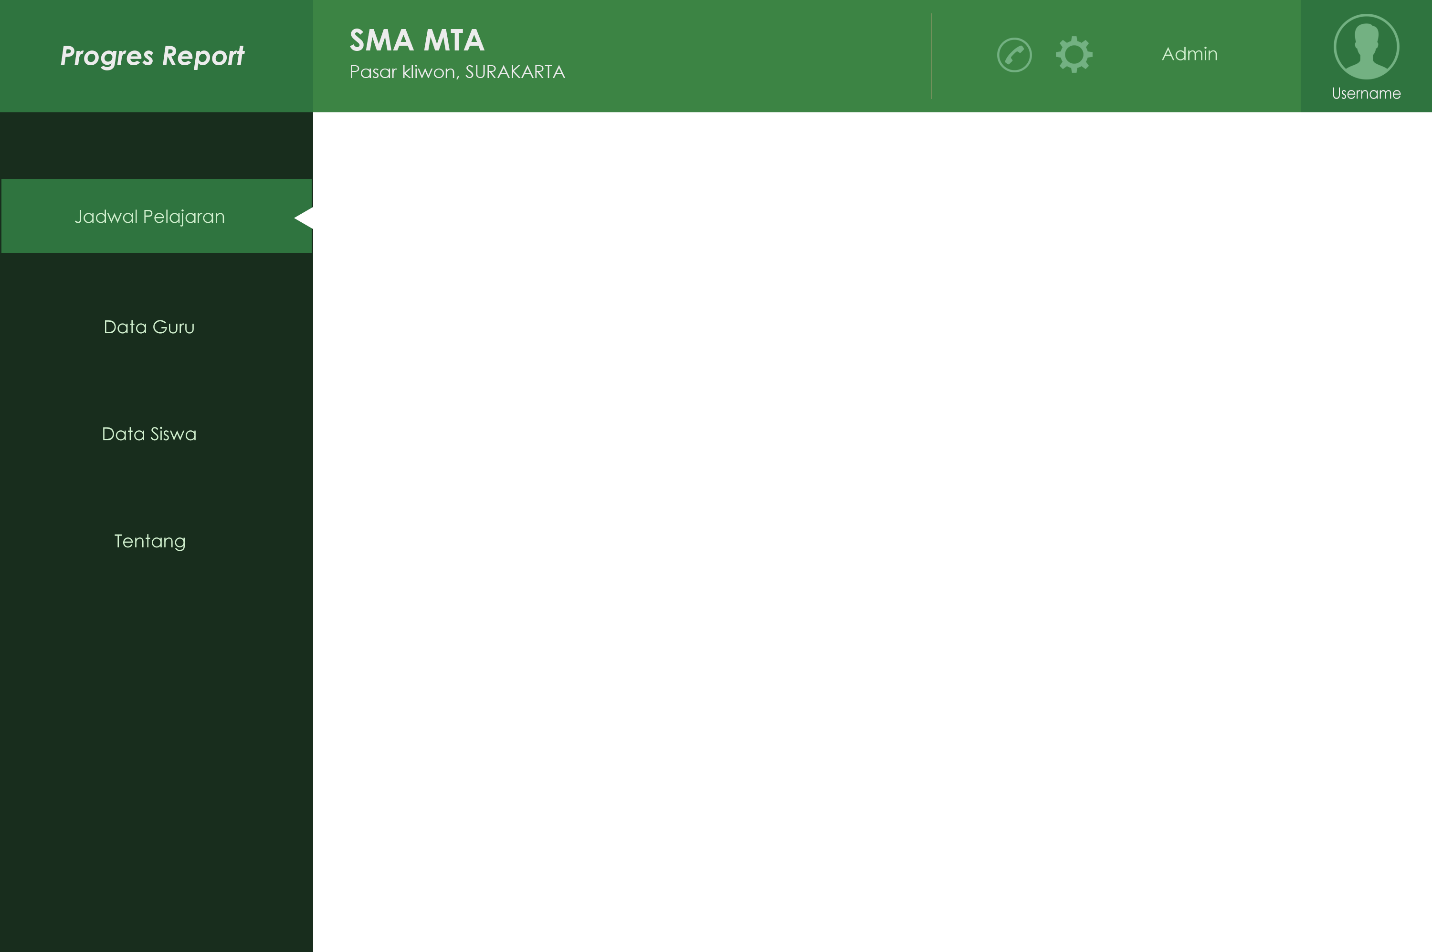 Progres Report
SMA MTA
Pasar kliwon, SURAKARTA
Admin
Username
Jadwal Pelajaran
Data Guru
Data Siswa
Tentang